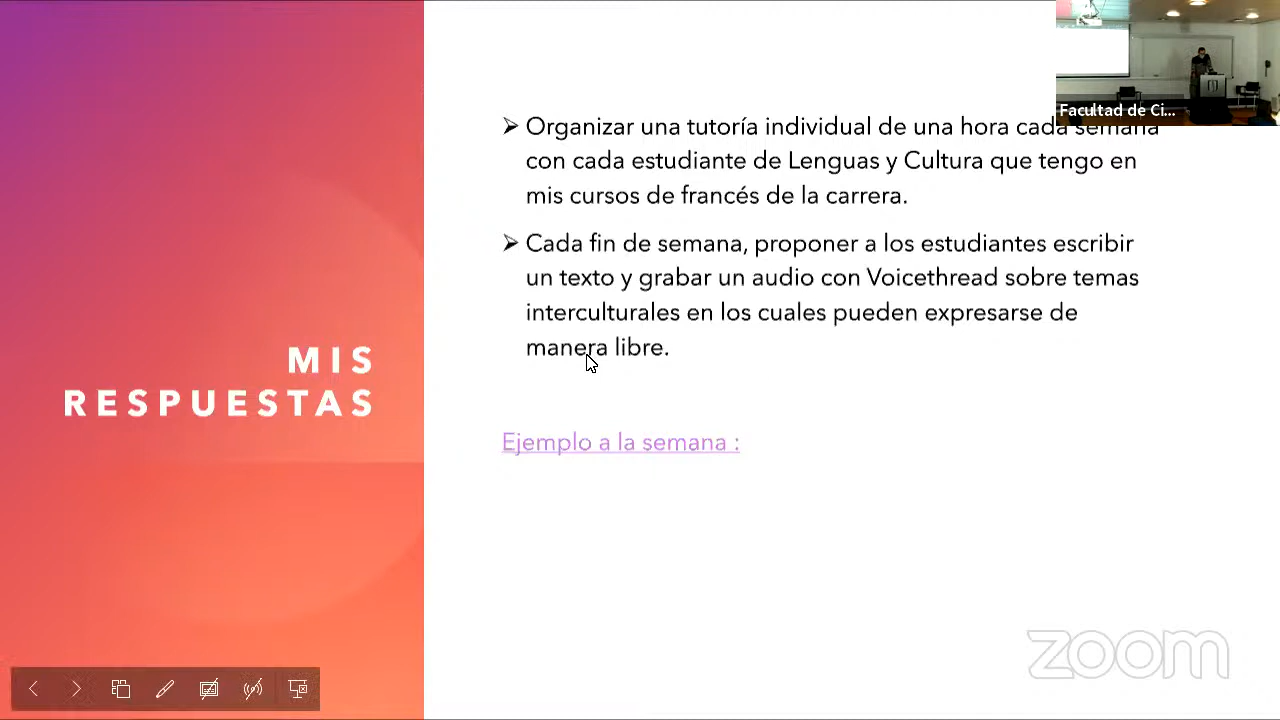 Facultad de Ci...
Organizar una tutoría individual de una hora cada semana
con cada estudiante de Lenguas y Cultura que tengo en
mis cursos de francés de la carrera.
Cada fin de semana, proponer a los estudiantes escribir
un texto y grabar un audio con Voicethread sobre temas
interculturales en los cuales pueden expresarse de
manera libre.
MIS
RESPUESTAS
Ejemplo a la semana :
zoom